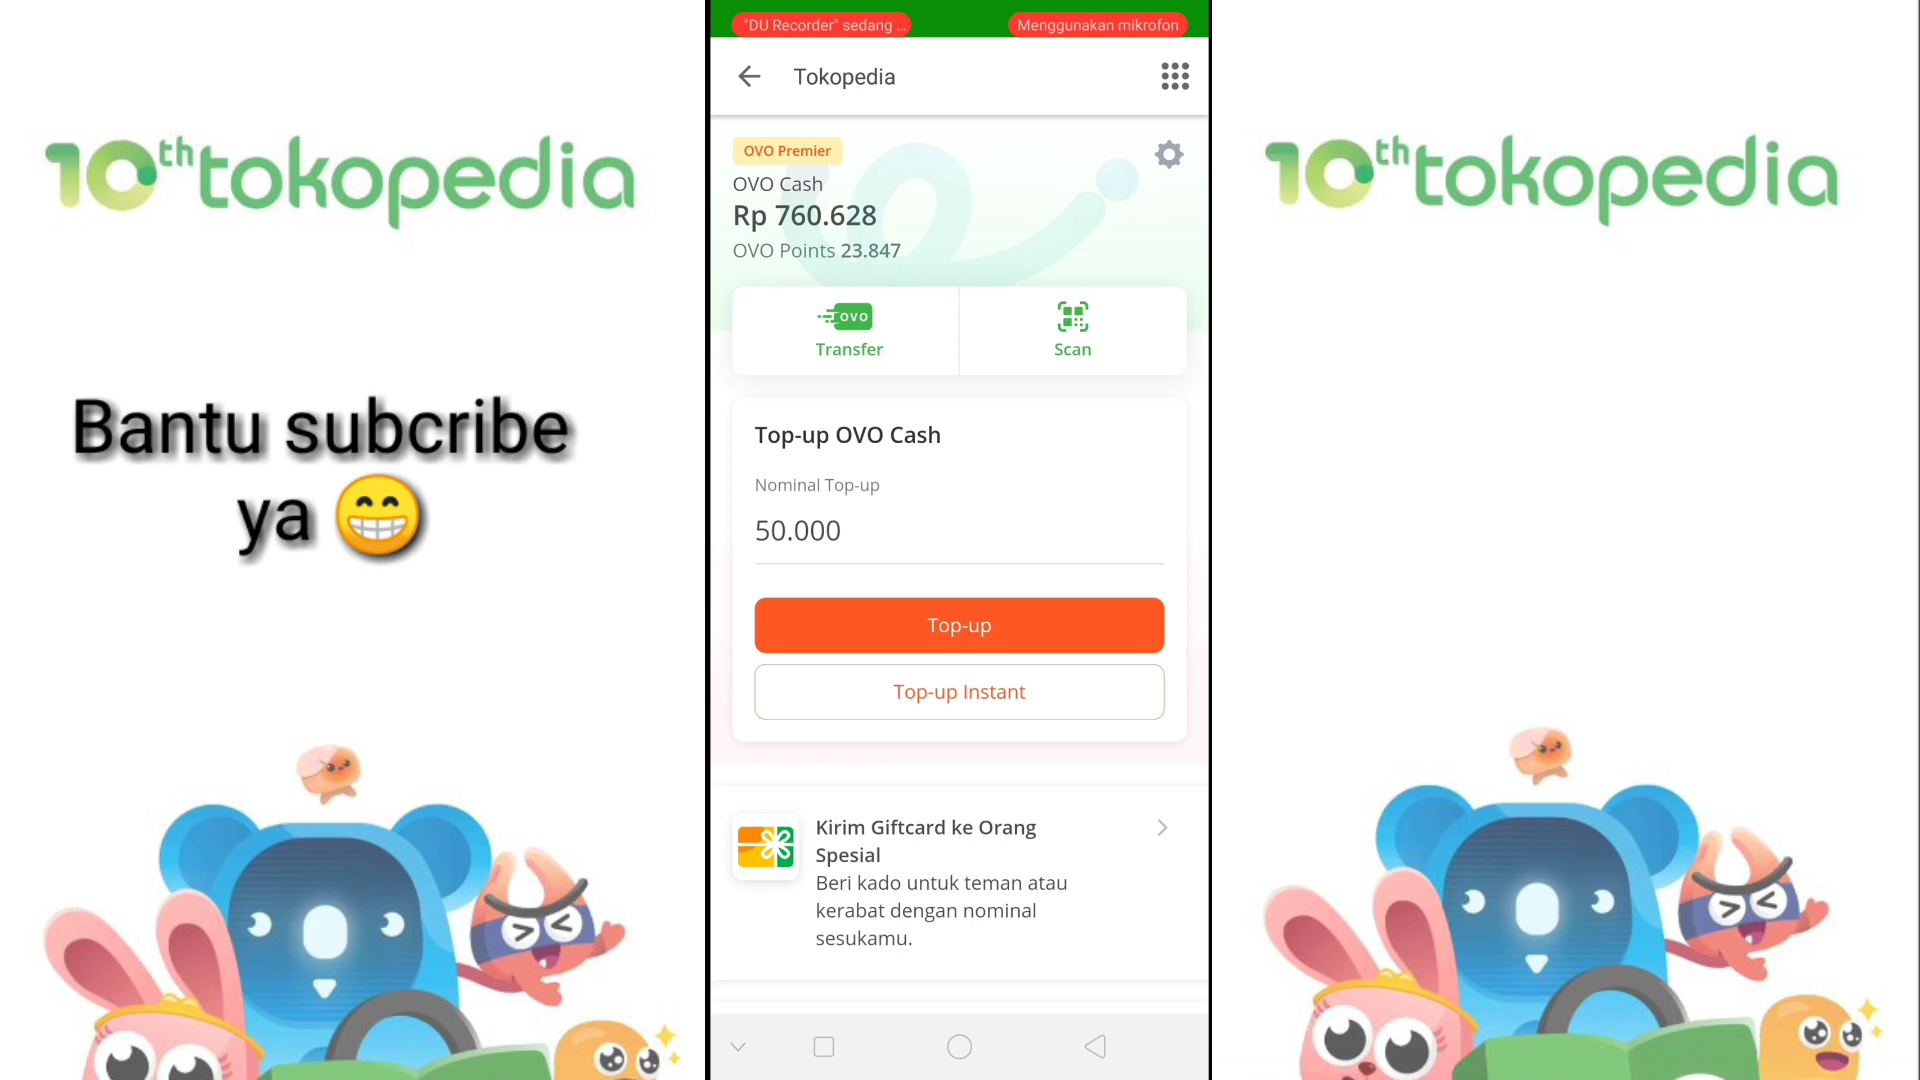 "DU Recorder" sedang ...
Menggunakan mikrofon
Tokopedia
10th tokopedia
10th tokopedia
OVO Premier
OVO Cash
Rp 760.628
OVO Points 23.847
OVO
Transfer
Scan
Bantu subcribe
ya 😁
Top-up OVO Cash
Nominal Top-up
50.000
Top-up
Top-up Instant
Kirim Giftcard ke Orang
Spesial
Beri kado untuk teman atau
kerabat dengan nominal
sesukamu.